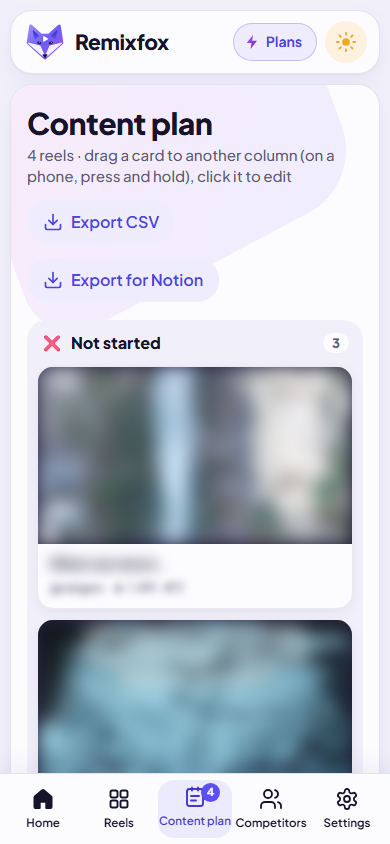 Remixfox
Plans
Content plan
4 reels · drag a card to another column (on a
phone, press and hold), click it to edit
Export CSV
Export for Notion
Not started
3
4
Home
Reels
Content plan
Competitors
Settings